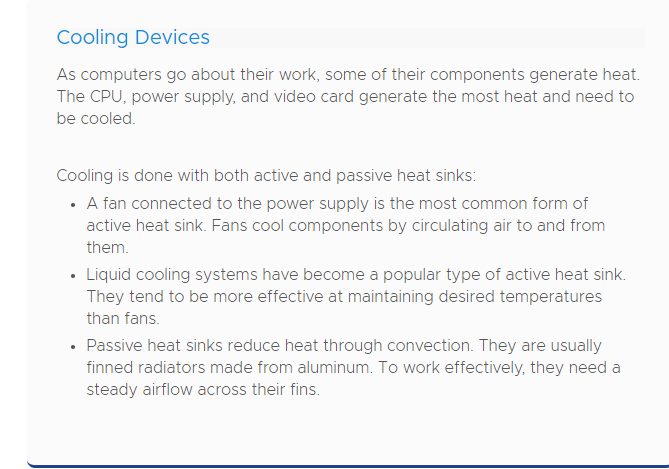 Cooling Devices
As computers go about their work, some of their components generate heat.
The CPU, power supply, and video card generate the most heat and need to
be cooled.
Cooling is done with both active and passive heat sinks:
• A fan connected to the power supply is the most common form of
active heat sink. Fans cool components by circulating air to and from
them.
• Liquid cooling systems have become a popular type of active heat sink.
They tend to be more effective at maintaining desired temperatures
than fans.
• Passive heat sinks reduce heat through convection. They are usually
finned radiators made from aluminum. To work effectively, they need a
steady airflow across their fins.